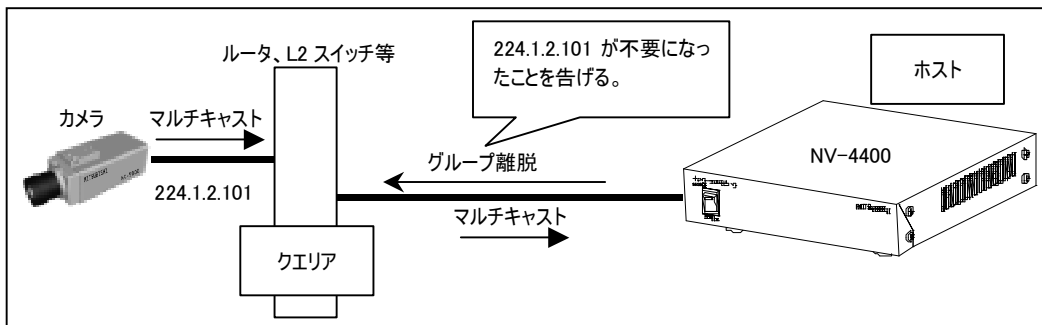 224.1.2.101 が不要になっ
たことを告げる。
ホスト
ルータ、L2 スイッチ等
カメラ
マルチキャスト
224.1.2.101
グループ離脱
マルチキャスト
NV-4400
クエリア